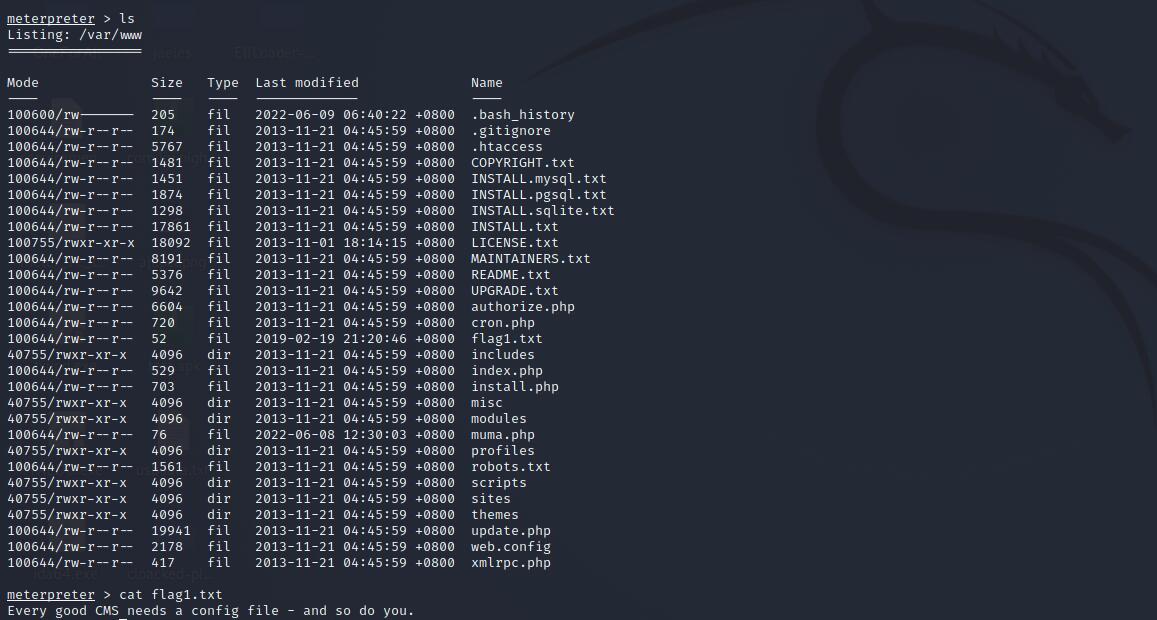 meterpreter > ls
Listing: /var/www
=================
Mode Size Type Last modified Name
---- ---- ---- ------------- ----
100600/rw------- 205 fil 2022-06-09 06:40:22 +0800 .bash_history
100644/rw-r--r-- 174 fil 2013-11-21 04:45:59 +0800 .gitignore
100644/rw-r--r-- 5767 fil 2013-11-21 04:45:59 +0800 .htaccess
100644/rw-r--r-- 1481 fil 2013-11-21 04:45:59 +0800 COPYRIGHT.txt
100644/rw-r--r-- 1451 fil 2013-11-21 04:45:59 +0800 INSTALL.mysql.txt
100644/rw-r--r-- 1874 fil 2013-11-21 04:45:59 +0800 INSTALL.pgsql.txt
100644/rw-r--r-- 1298 fil 2013-11-21 04:45:59 +0800 INSTALL.sqlite.txt
100644/rw-r--r-- 17861 fil 2013-11-21 04:45:59 +0800 INSTALL.txt
100755/rwxr-xr-x 18092 fil 2013-11-01 18:14:15 +0800 LICENSE.txt
100644/rw-r--r-- 8191 fil 2013-11-21 04:45:59 +0800 MAINTAINERS.txt
100644/rw-r--r-- 5376 fil 2013-11-21 04:45:59 +0800 README.txt
100644/rw-r--r-- 9642 fil 2013-11-21 04:45:59 +0800 UPGRADE.txt
100644/rw-r--r-- 6604 fil 2013-11-21 04:45:59 +0800 authorize.php
100644/rw-r--r-- 720 fil 2013-11-21 04:45:59 +0800 cron.php
100644/rw-r--r-- 52 fil 2019-02-19 21:20:46 +0800 flag1.txt
40755/rwxr-xr-x 4096 dir 2013-11-21 04:45:59 +0800 includes
100644/rw-r--r-- 529 fil 2013-11-21 04:45:59 +0800 index.php
100644/rw-r--r-- 703 fil 2013-11-21 04:45:59 +0800 install.php
40755/rwxr-xr-x 4096 dir 2013-11-21 04:45:59 +0800 misc
40755/rwxr-xr-x 4096 dir 2013-11-21 04:45:59 +0800 modules
100644/rw-r--r-- 76 fil 2022-06-08 12:30:03 +0800 muma.php
40755/rwxr-xr-x 4096 dir 2013-11-21 04:45:59 +0800 profiles
100644/rw-r--r-- 1561 fil 2013-11-21 04:45:59 +0800 robots.txt
40755/rwxr-xr-x 4096 dir 2013-11-21 04:45:59 +0800 scripts
40755/rwxr-xr-x 4096 dir 2013-11-21 04:45:59 +0800 sites
40755/rwxr-xr-x 4096 dir 2013-11-21 04:45:59 +0800 themes
100644/rw-r--r-- 19941 fil 2013-11-21 04:45:59 +0800 update.php
100644/rw-r--r-- 2178 fil 2013-11-21 04:45:59 +0800 web.config
100644/rw-r--r-- 417 fil 2013-11-21 04:45:59 +0800 xmlrpc.php
meterpreter > cat flag1.txt
Every good CMS needs a config file - and so do you.